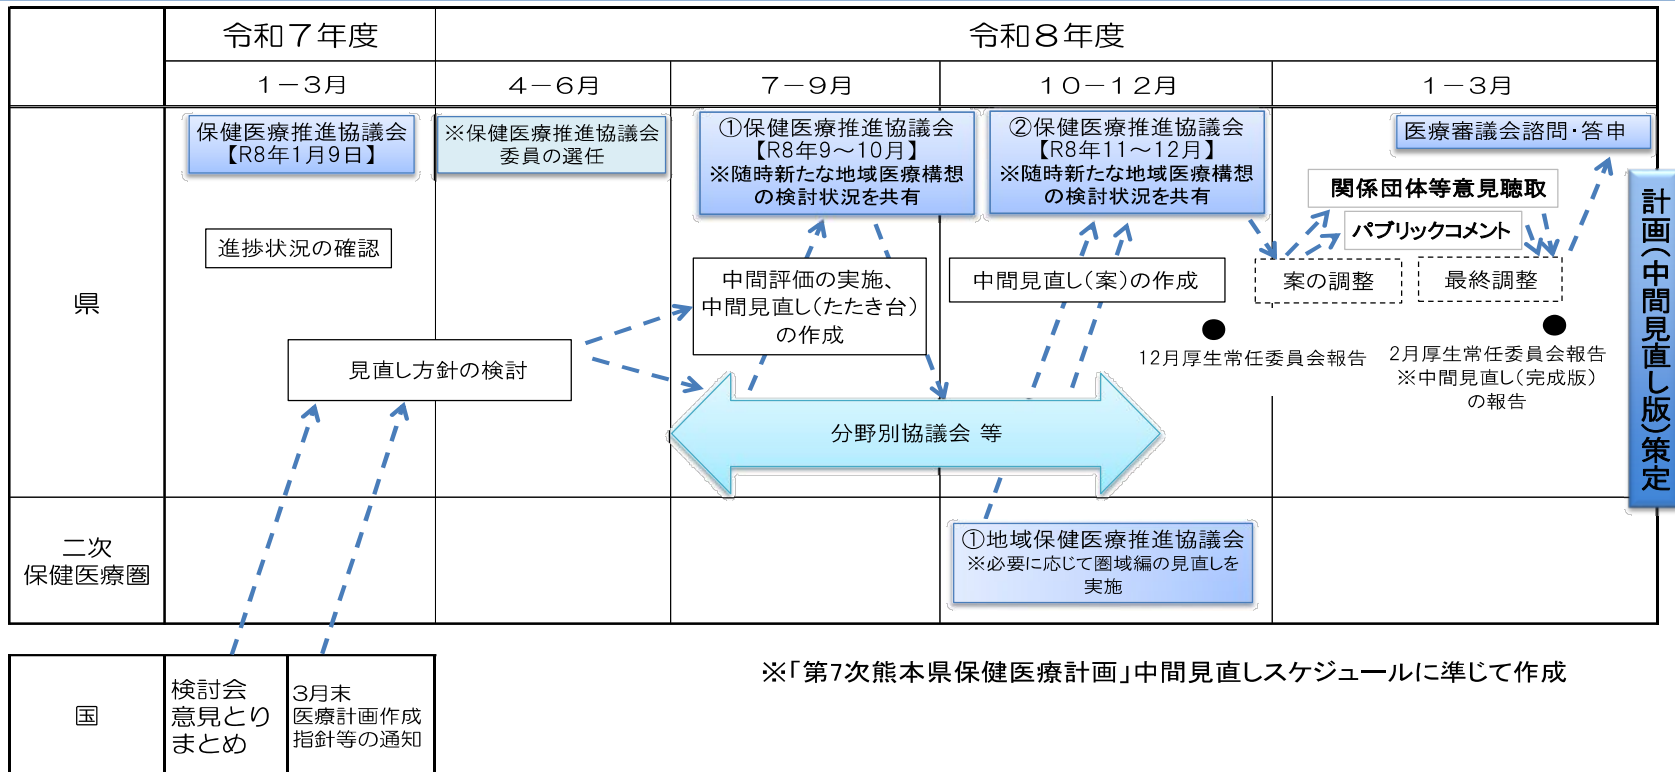 令和７年度
令和８年度
１－３月
４－６月
７－９月
１０－１２月
１－３月
県
保健医療推進協議会
【R8年1月9日】
※保健医療推進協議会
委員の選任
①保健医療推進協議会
【R8年9～10月】
※随時新たな地域医療構想
の検討状況を共有
②保健医療推進協議会
【R8年11～12月】
※随時新たな地域医療構想
の検討状況を共有
医療審議会諮問・答申
関係団体等意見聴取
パブリックコメント
進捗状況の確認
中間評価の実施、
中間見直し（たたき台）
の作成
中間見直し（案）の作成
案の調整
最終調整
見直し方針の検討
12月厚生常任委員会報告
2月厚生常任委員会報告
※中間見直し（完成版）
の報告
分野別協議会 等
計画（中間見直し版）策定
二次
保健医療圏
①地域保健医療推進協議会
※必要に応じて圏域編の見直しを
実施
国
検討会
意見とり
まとめ
3月末
医療計画作成
指針等の通知
※「第7次熊本県保健医療計画」中間見直しスケジュールに準じて作成